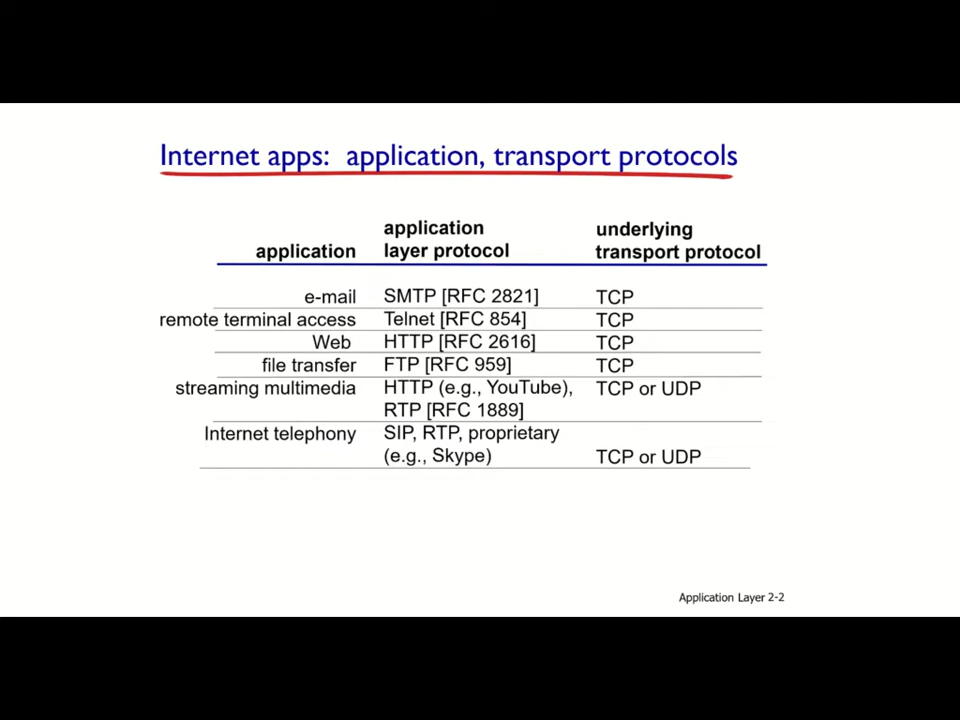 Internet apps: application, transport protocols
application application layer protocol underlying transport protocol
e-mail SMTP [RFC 2821] TCP
remote terminal access Telnet [RFC 854] TCP
Web HTTP [RFC 2616] TCP
file transfer FTP [RFC 959] TCP
streaming multimedia HTTP (e.g., YouTube), TCP or UDP
RTP [RFC 1889]
Internet telephony SIP, RTP, proprietary
(e.g., Skype) TCP or UDP
Application Layer 2-2